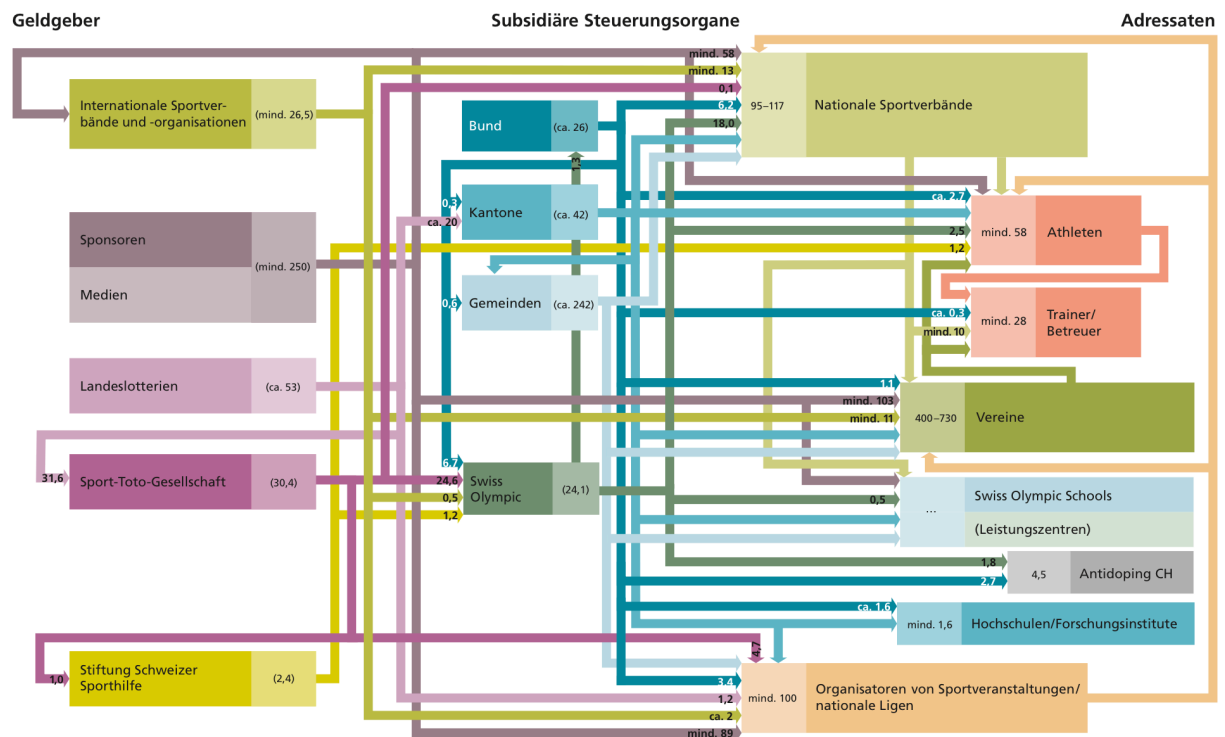 Geldgeber
Subsidiäre Steuerungsorgane
Adressaten
mind. 58
mind. 13
0,1
6,2
18,0
95–117
Nationale Sportverbände
Internationale Sportver-
bände und -organisationen
(mind. 26,5)
Bund
(ca. 26)
1,3
0,3
ca. 20
Kantone
(ca. 42)
ca. 2,7
2,5
1,2
mind. 58
Athleten
Sponsoren
Medien
(mind. 250)
0,6
Gemeinden
(ca. 242)
ca. 0,3
mind. 10
mind. 28
Trainer/
Betreuer
Landeslotterien
(ca. 53)
1,1
mind. 103
mind. 11
400–730
Vereine
31,6
Sport-Toto-Gesellschaft
(30,4)
6,7
24,6
0,5
1,2
Swiss
Olympic
(24,1)
0,5
...
Swiss Olympic Schools
(Leistungszentren)
1,8
2,7
4,5
Antidoping CH
ca. 1,6
mind. 1,6
Hochschulen/Forschungsinstitute
1,0
Stiftung Schweizer
Sporthilfe
(2,4)
4,7
3,4
1,2
ca. 2
mind. 89
mind. 100
Organisatoren von Sportveranstaltungen/
nationale Ligen